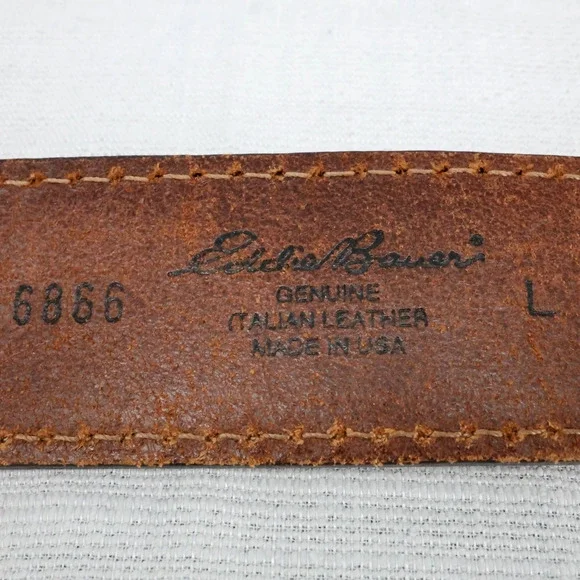 Eddie Bauer®
6866 GENUINE L
ITALIAN LEATHER
MADE IN USA